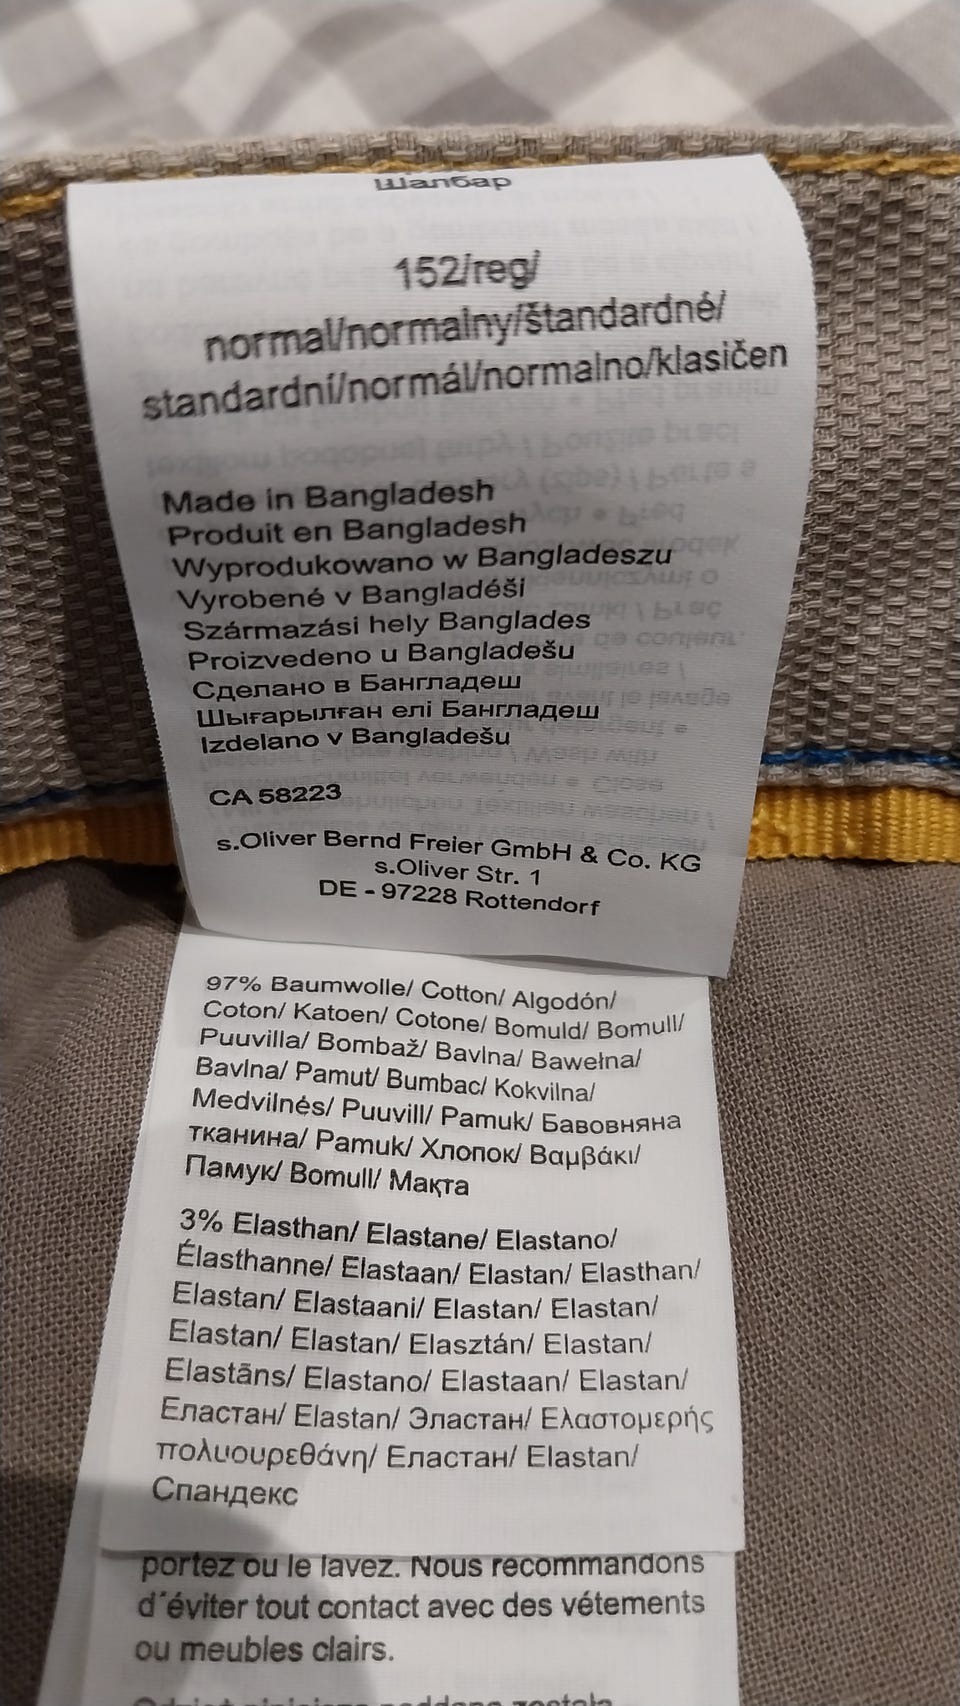 Шалбар
152/reg/
normal/normalny/štandardné/
standardní/normál/normalno/klasičen
Made in Bangladesh
Produit en Bangladesh
Wyprodukowano w Bangladeszu
Vyrobené v Bangladéši
Származási hely Banglades
Proizvedeno u Bangladešu
Сделано в Бангладеш
Шығарылған елі Бангладеш
Izdelano v Bangladešu
CA 58223
s.Oliver Bernd Freier GmbH & Co. KG
s.Oliver Str. 1
DE - 97228 Rottendorf
97% Baumwolle/ Cotton/ Algodón/
Coton/ Katoen/ Cotone/ Bomuld/ Bomull/
Puuvilla/ Bombaž/ Bavlna/ Bawełna/
Bavlna/ Pamut/ Bumbac/ Kokvilna/
Medvilnės/ Puuvill/ Pamuk/ Бавовняна
тканина/ Pamuk/ Хлопок/ Βαμβάκι/
Памук/ Bomull/ Мақта
3% Elasthan/ Elastane/ Elastano/
Élasthanne/ Elastaan/ Elastan/ Elasthan/
Elastan/ Elastaani/ Elastan/ Elastan/
Elastan/ Elastan/ Elasztán/ Elastan/
Elastāns/ Elastano/ Elastaan/ Elastan/
Еластан/ Elastan/ Эластан/ Ελαστομερής
πολυουρεθάνη/ Еластан/ Elastan/
Спандекс
portez ou le lavez. Nous recommandons
d´éviter tout contact avec des vétements
ou meubles clairs.